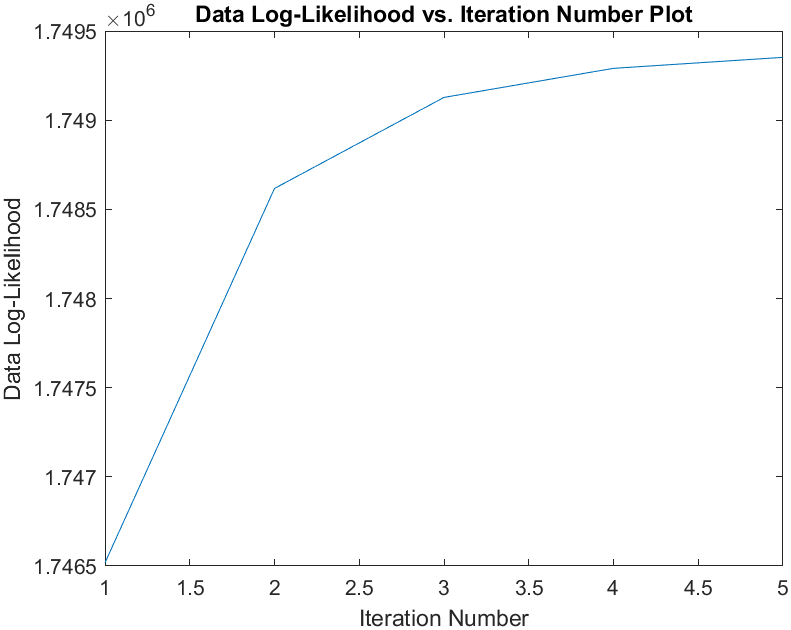 Data Log-Likelihood vs. Iteration Number Plot
×10^6
1.7495
1.749
1.7485
1.748
1.7475
1.747
1.7465
Data Log-Likelihood
1 1.5 2 2.5 3 3.5 4 4.5 5
Iteration Number